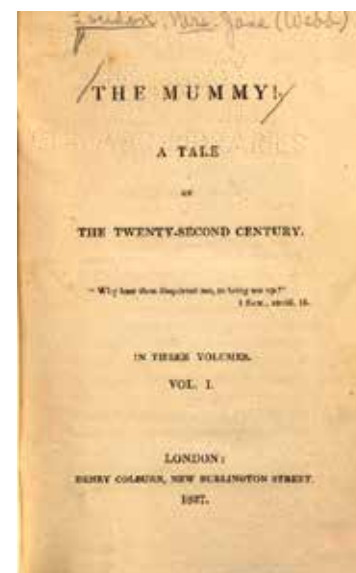 Loudon, Mrs. Jane (Webb)
THE MUMMY!
A TALE
OF
THE TWENTY-SECOND CENTURY.
"Why hast thou disquieted me, to bring me up?"
1 SAM., xxviii. 15.
IN THREE VOLUMES.
VOL. I.
LONDON:
HENRY COLBURN, NEW BURLINGTON STREET.
1827.